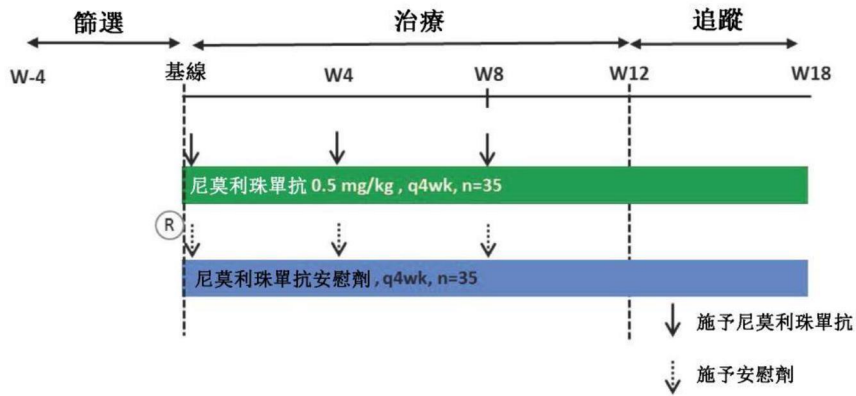 篩選 治療 追蹤
W-4 基線 W4 W8 W12 W18
尼莫利珠單抗 0.5 mg/kg , q4wk, n=35
R
尼莫利珠單抗安慰劑 , q4wk, n=35
施予尼莫利珠單抗
施予安慰劑